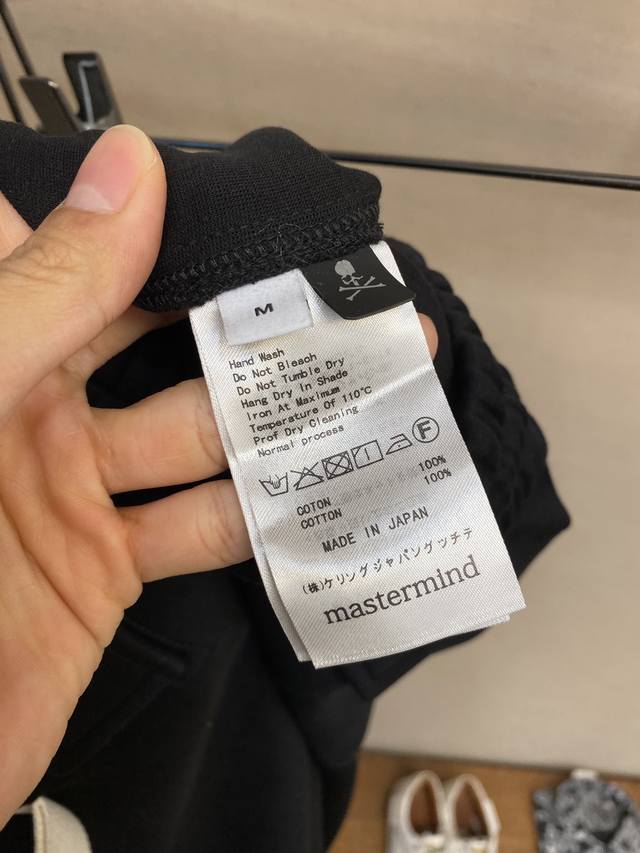 M
Hand Wash
Do Not Bleach
Do Not Tumble Dry
Hang Dry In Shade
Iron At Maximum
Temperature Of 110°C
Prof Dry Cleaning
Normal process
F
COTON 100%
COTTON 100%
MADE IN JAPAN
(株)ケリングジャパングッチテ
mastermind